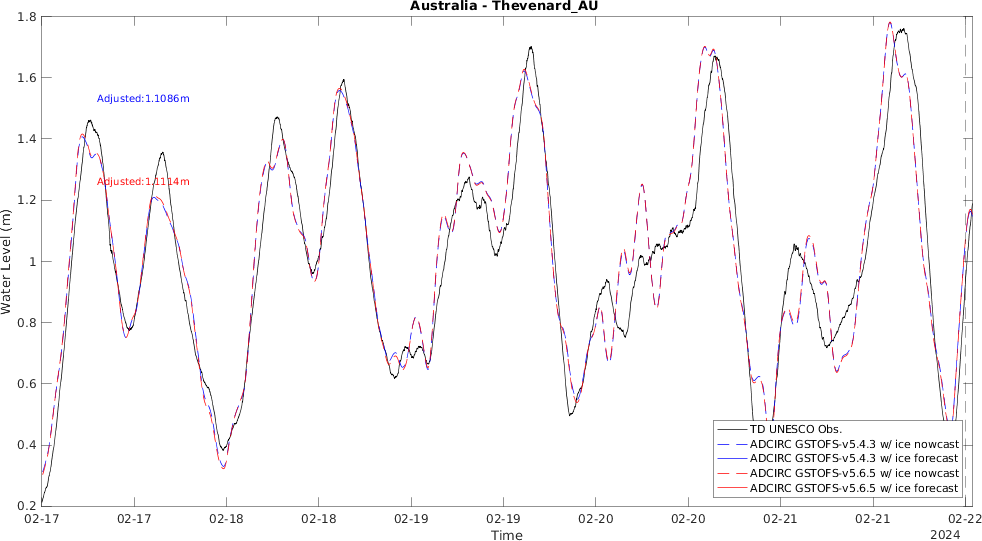 Australia - Thevenard_AU
1.8
1.6
1.4
1.2
1
0.8
0.6
0.4
0.2
Water Level (m)
Adjusted:1.1086m
Adjusted:1.1114m
TD UNESCO Obs.
ADCIRC GSTOFS-v5.4.3 w/ ice nowcast
ADCIRC GSTOFS-v5.4.3 w/ ice forecast
ADCIRC GSTOFS-v5.6.5 w/ ice nowcast
ADCIRC GSTOFS-v5.6.5 w/ ice forecast
02-17 02-17 02-18 02-18 02-19 02-19 02-20 02-20 02-21 02-21 02-22
Time
2024